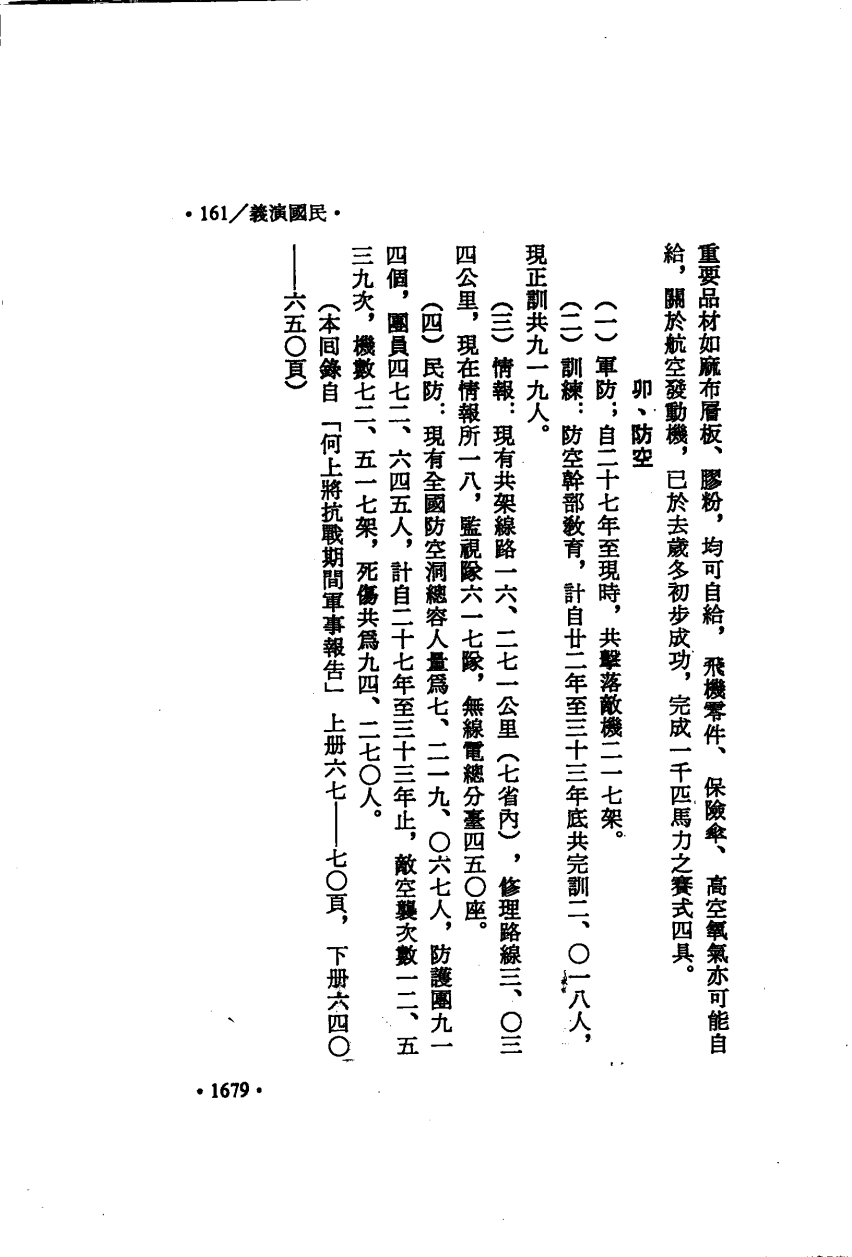 ·161／義演國民·
重要品材如麻布層板、膠粉，均可自給，飛機零件、保險傘、高空氧氣亦可能自
給，關於航空發動機，已於去歲冬初步成功，完成一千匹馬力之賽式四具。
卯、防空
（一）軍防；自二十七年至現時，共擊落敵機二一七架。
（二）訓練：防空幹部教育，計自廿二年至三十三年底共完訓二、〇一八人，
現正訓共九一九人。
（三）情報：現有共架線路一六、二七一公里（七省內），修理路線三、〇三
四公里，現在情報所一八，監視隊六一七隊，無線電總分臺四五〇座。
（四）民防：現有全國防空洞總容人量爲七、二一九、〇六七人，防護團九一
四個，團員四七二、六四五人，計自二十七年至三十三年止，敵空襲次數一二、五
三九次，機數七二、五一七架，死傷共爲九四、二七〇人。
（本回錄自「何上將抗戰期間軍事報告」上册六七——七〇頁，下册六四〇
——六五〇頁）
·1679·